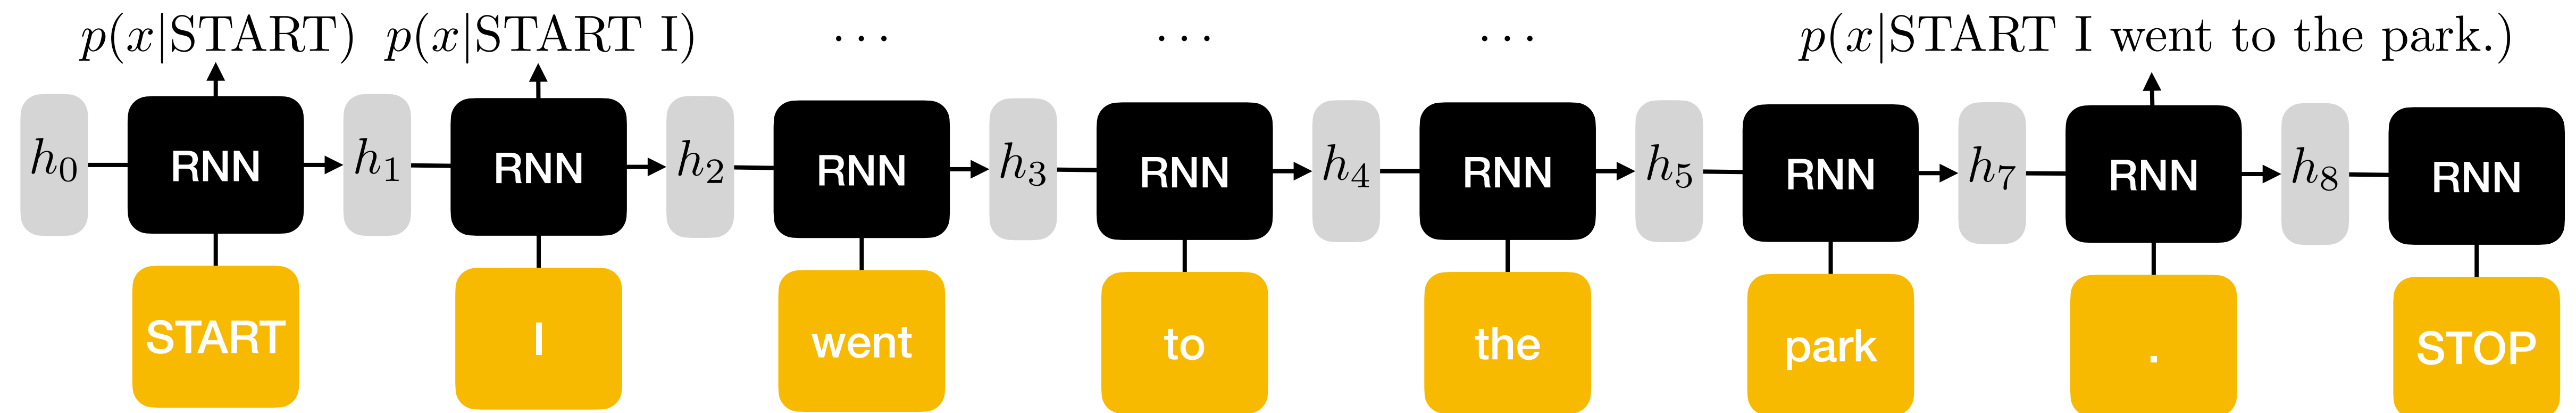 p(x|START) p(x|START I) ... ... ... p(x|START I went to the park.)
h0 RNN h1 RNN h2 RNN h3 RNN h4 RNN h5 RNN h7 RNN h8 RNN
START I went to the park . STOP